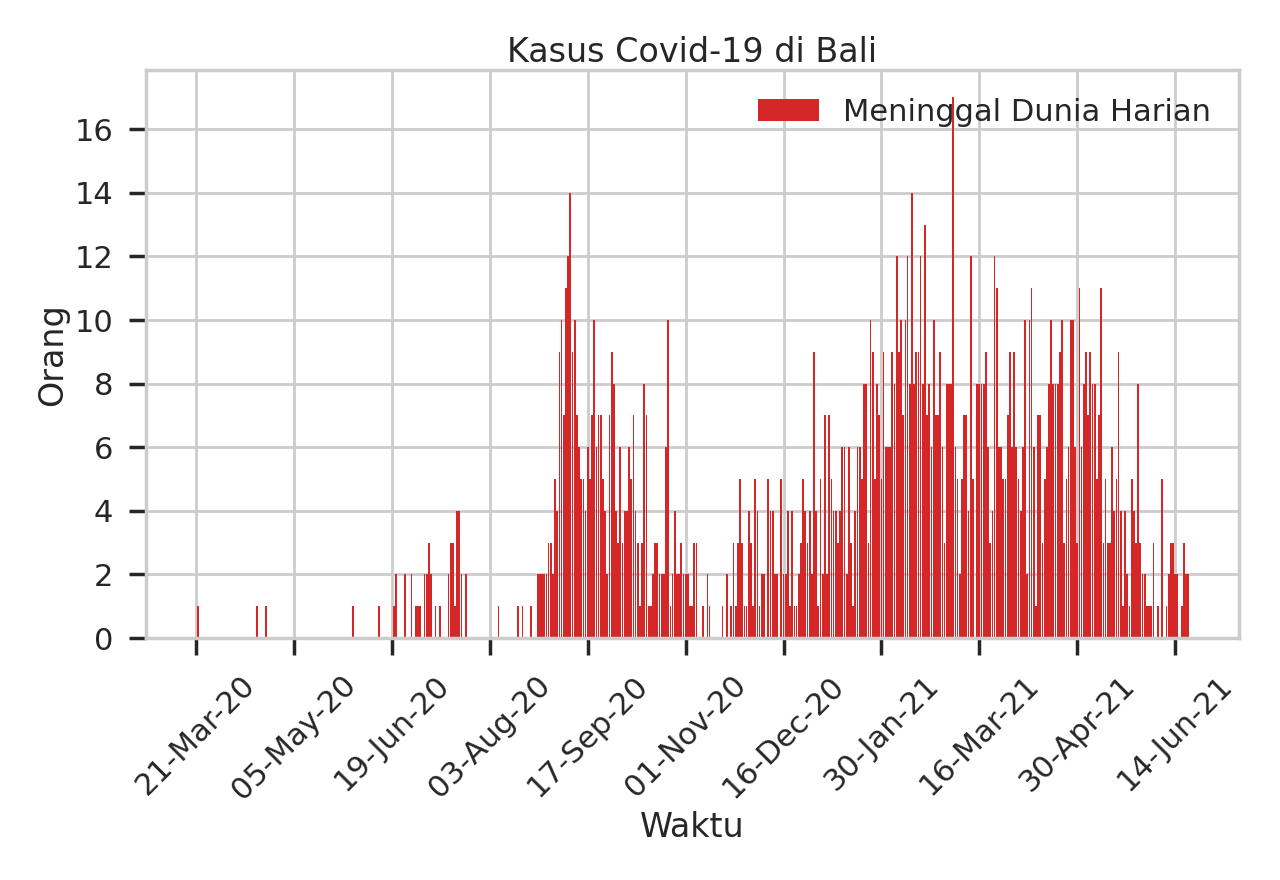 Kasus Covid-19 di Bali
Meninggal Dunia Harian
16
14
12
10
8
6
4
2
0
Orang
21-Mar-20
05-May-20
19-Jun-20
03-Aug-20
17-Sep-20
01-Nov-20
16-Dec-20
30-Jan-21
16-Mar-21
30-Apr-21
14-Jun-21
Waktu